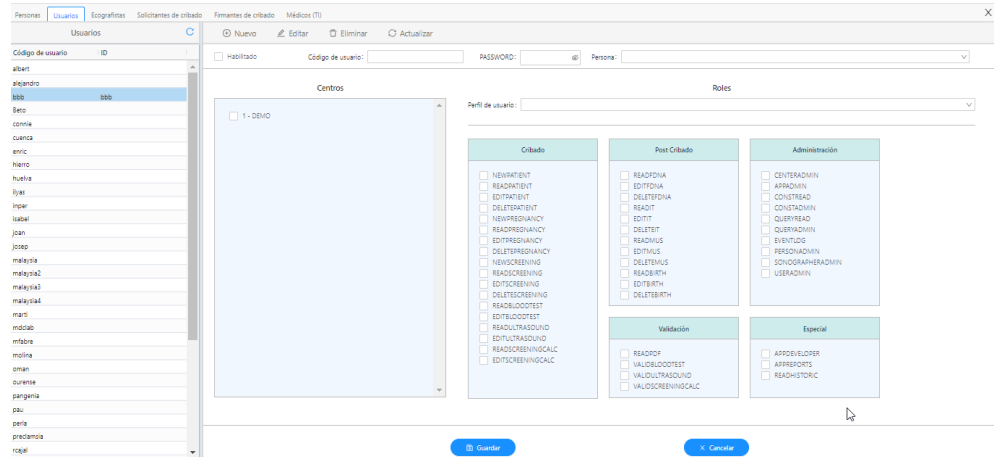 Personas Usuarios Ecografistas Solicitantes de cribado Firmantes de cribado Médicos (TI)
Usuarios
Nuevo Editar Eliminar Actualizar
Código de usuario ID
Habilitado Código de usuario: PASSWORD: Persona:
albert
alejandro
bbb bbb
Beto
connie
cuenca
enric
hierro
huelva
ilyas
inper
isabel
joan
josep
malaysia
malaysia2
malaysia3
malaysia4
marti
mdclab
mfabre
molina
oman
ourense
pangenia
pau
perla
preclamsia
rcajal
Centros
1 - DEMO
Roles
Perfil de usuario:
Cribado
NEWPATIENT
READPATIENT
EDITPATIENT
DELETEPATIENT
NEWPREGNANCY
READPREGNANCY
EDITPREGNANCY
DELETEPREGNANCY
NEWSCREENING
READSCREENING
EDITSCREENING
DELETESCREENING
READBLOODTEST
EDITBLOODTEST
READULTRASOUND
EDITULTRASOUND
READSCREENINGCALC
EDITSCREENINGCALC
Post Cribado
READFDNA
EDITFDNA
DELETEFDNA
READIT
EDITIT
DELETEIT
READMUS
EDITMUS
DELETEMUS
READBIRTH
EDITBIRTH
DELETEBIRTH
Administración
CENTERADMIN
APPADMIN
CONSTREAD
CONSTADMIN
QUERYREAD
QUERYADMIN
EVENTLOG
PERSONADMIN
SONOGRAPHERADMIN
USERADMIN
Validación
READPDF
VALIDBLOODTEST
VALIDULTRASOUND
VALIDSCREENINGCALC
Especial
APPDEVELOPER
APPREPORTS
READHISTORIC
Guardar Cancelar